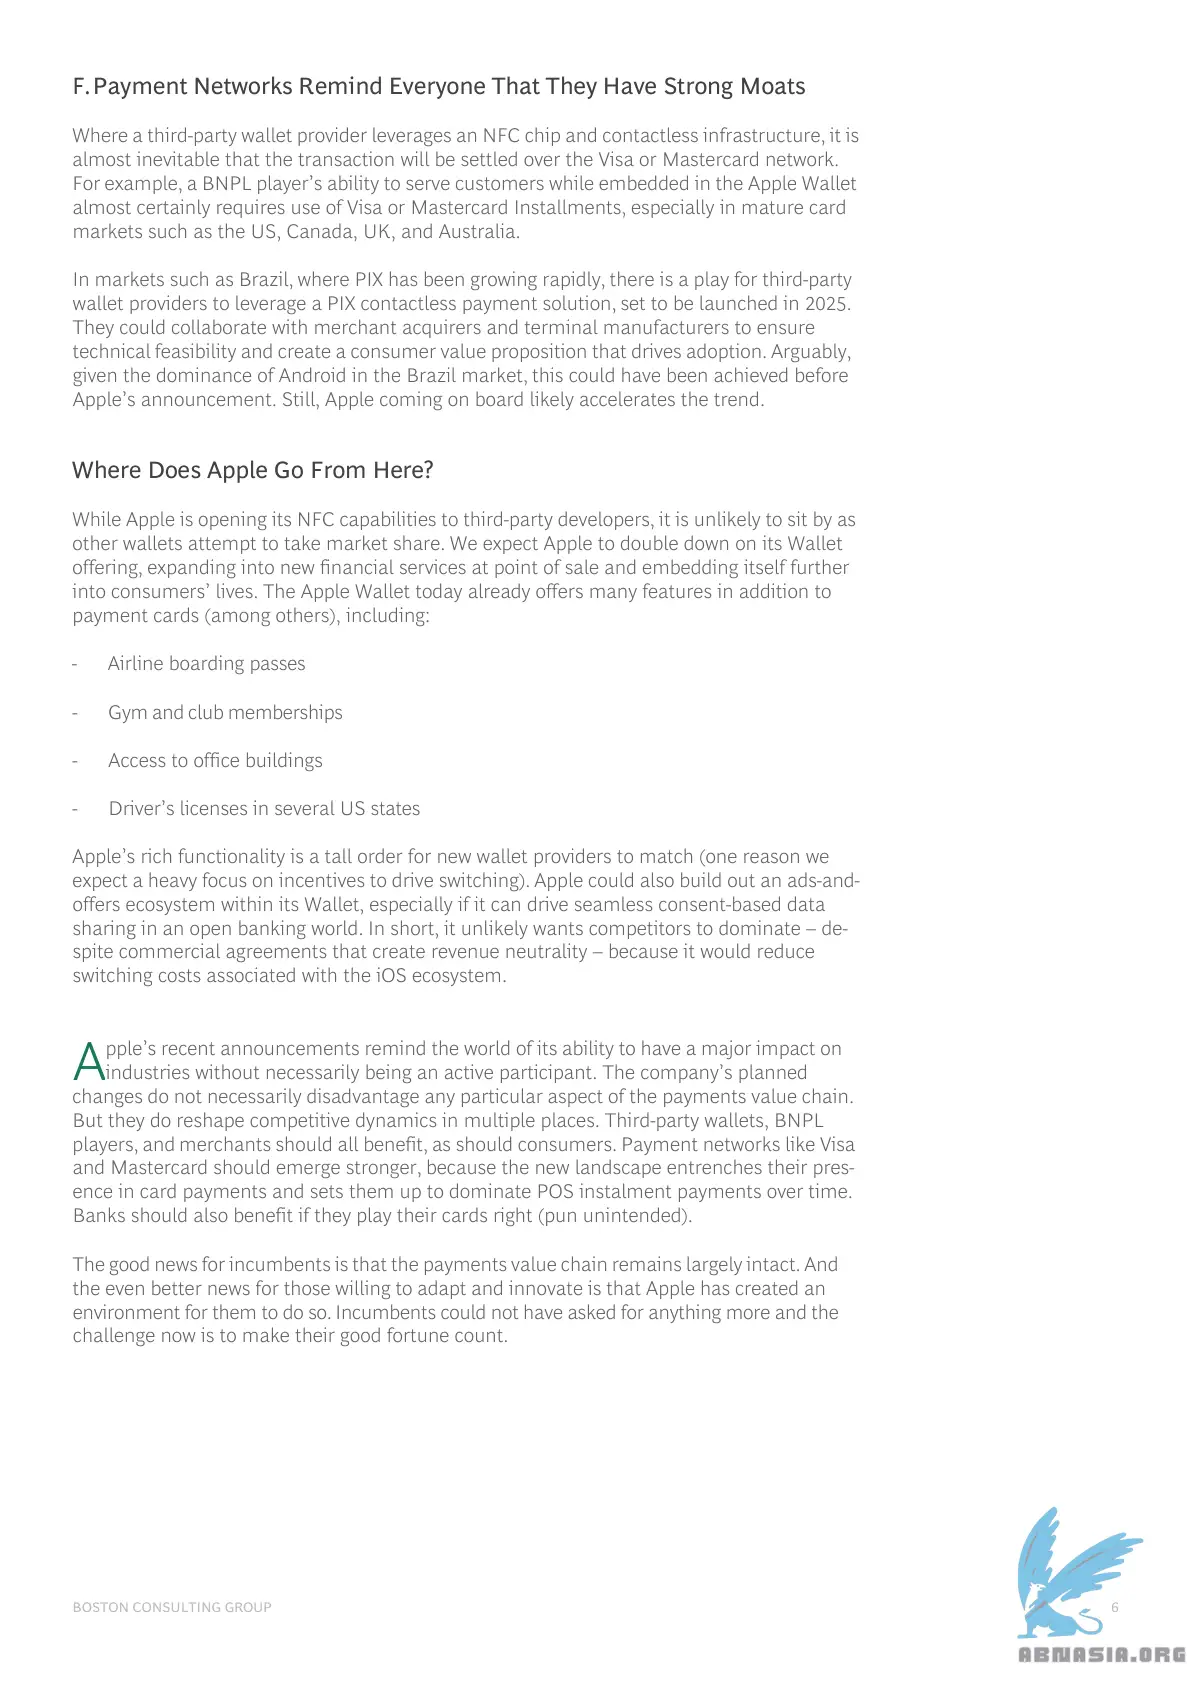 F. Payment Networks Remind Everyone That They Have Strong Moats
Where a third-party wallet provider leverages an NFC chip and contactless infrastructure, it is
almost inevitable that the transaction will be settled over the Visa or Mastercard network.
For example, a BNPL player’s ability to serve customers while embedded in the Apple Wallet
almost certainly requires use of Visa or Mastercard Installments, especially in mature card
markets such as the US, Canada, UK, and Australia.
In markets such as Brazil, where PIX has been growing rapidly, there is a play for third-party
wallet providers to leverage a PIX contactless payment solution, set to be launched in 2025.
They could collaborate with merchant acquirers and terminal manufacturers to ensure
technical feasibility and create a consumer value proposition that drives adoption. Arguably,
given the dominance of Android in the Brazil market, this could have been achieved before
Apple’s announcement. Still, Apple coming on board likely accelerates the trend.
Where Does Apple Go From Here?
While Apple is opening its NFC capabilities to third-party developers, it is unlikely to sit by as
other wallets attempt to take market share. We expect Apple to double down on its Wallet
offering, expanding into new financial services at point of sale and embedding itself further
into consumers’ lives. The Apple Wallet today already offers many features in addition to
payment cards (among others), including:
- Airline boarding passes
- Gym and club memberships
- Access to office buildings
- Driver’s licenses in several US states
Apple’s rich functionality is a tall order for new wallet providers to match (one reason we
expect a heavy focus on incentives to drive switching). Apple could also build out an ads-and-
offers ecosystem within its Wallet, especially if it can drive seamless consent-based data
sharing in an open banking world. In short, it unlikely wants competitors to dominate – de-
spite commercial agreements that create revenue neutrality – because it would reduce
switching costs associated with the iOS ecosystem.
Apple’s recent announcements remind the world of its ability to have a major impact on
industries without necessarily being an active participant. The company’s planned
changes do not necessarily disadvantage any particular aspect of the payments value chain.
But they do reshape competitive dynamics in multiple places. Third-party wallets, BNPL
players, and merchants should all benefit, as should consumers. Payment networks like Visa
and Mastercard should emerge stronger, because the new landscape entrenches their pres-
ence in card payments and sets them up to dominate POS instalment payments over time.
Banks should also benefit if they play their cards right (pun unintended).
The good news for incumbents is that the payments value chain remains largely intact. And
the even better news for those willing to adapt and innovate is that Apple has created an
environment for them to do so. Incumbents could not have asked for anything more and the
challenge now is to make their good fortune count.
BOSTON CONSULTING GROUP
6
ABNASIA.ORG